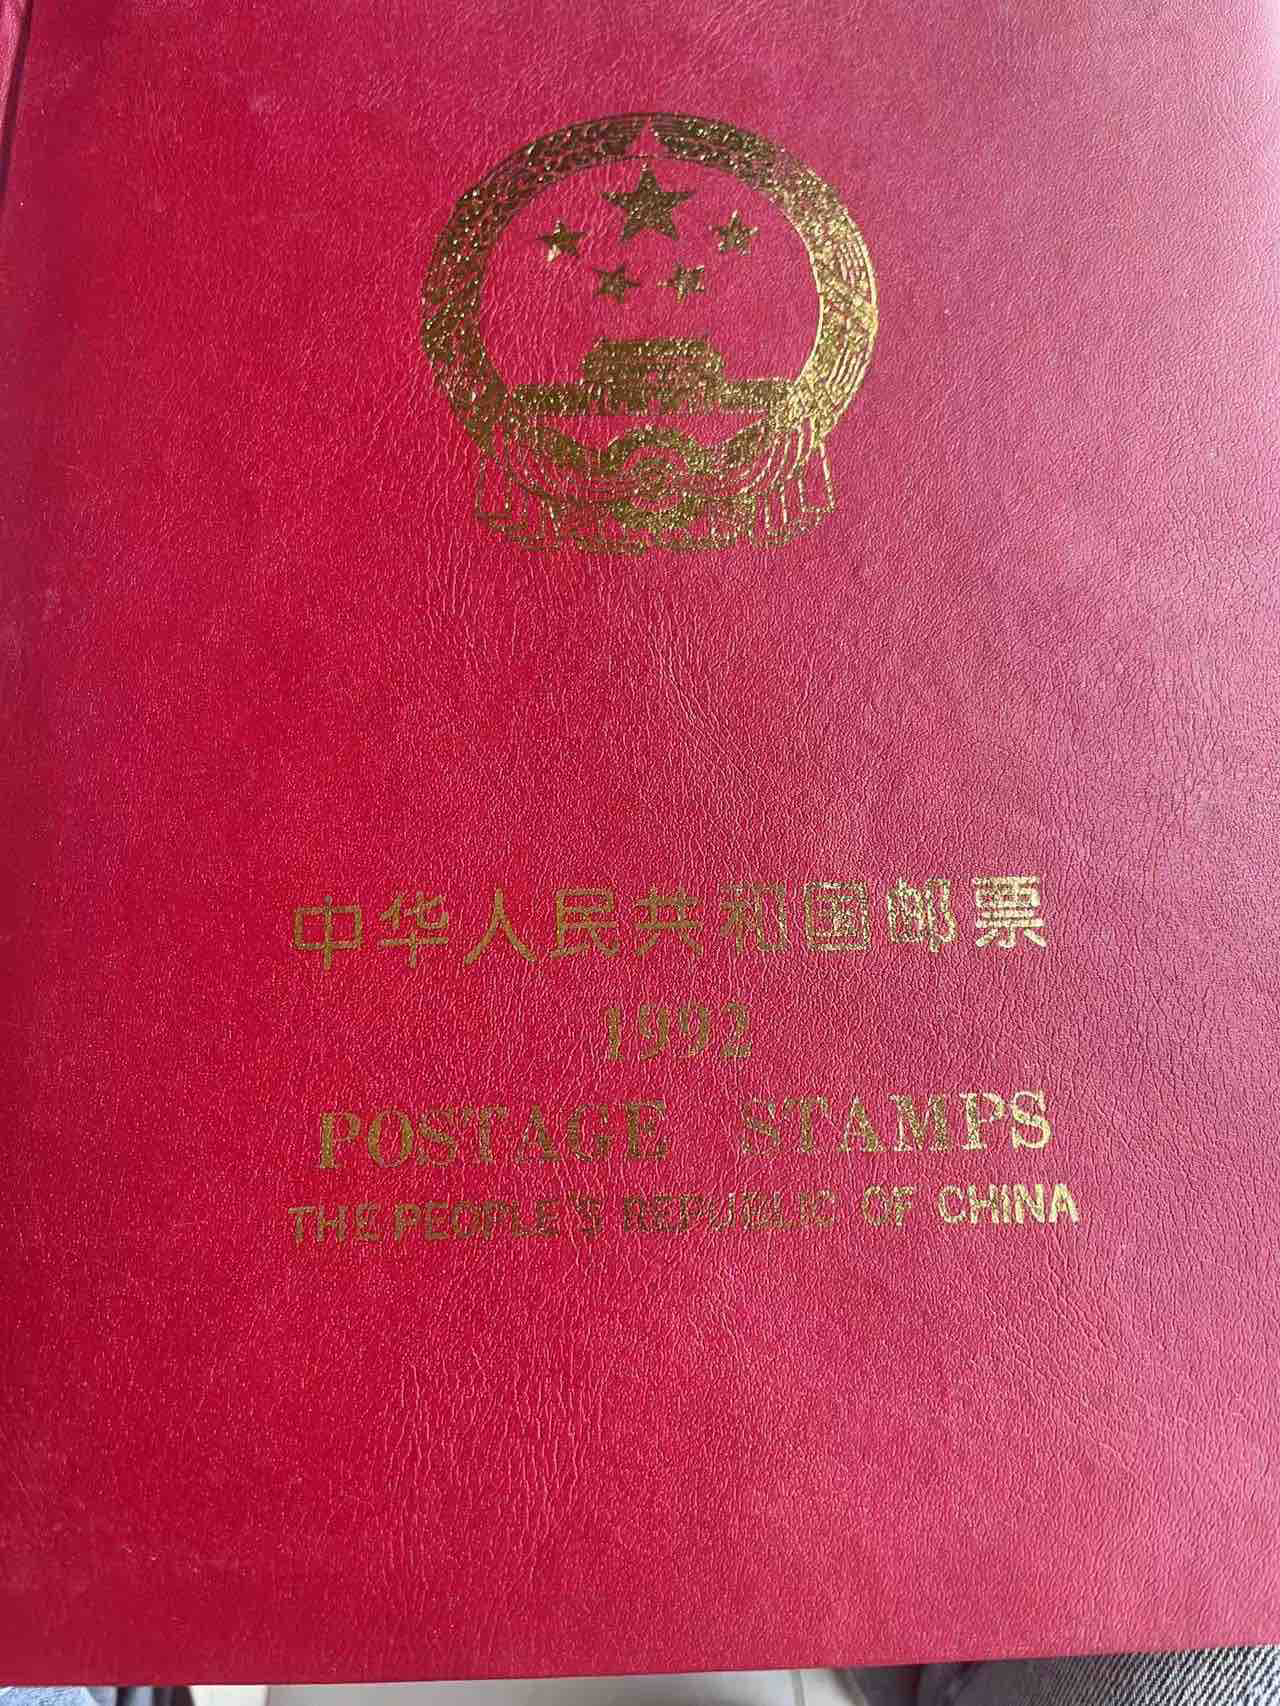 中华人民共和国邮票
1992
POSTAGE STAMPS
THE PEOPLE'S REPUBLIC OF CHINA